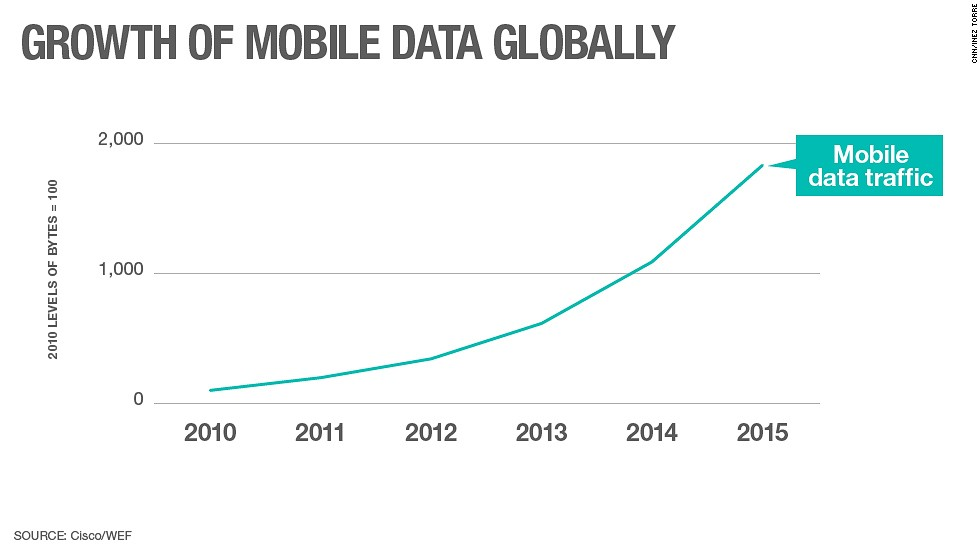 GROWTH OF MOBILE DATA GLOBALLY
CNN/INEZ TORRE
2,000
Mobile
data traffic
2010 LEVELS OF BYTES = 100
1,000
0
2010 2011 2012 2013 2014 2015
SOURCE: Cisco/WEF